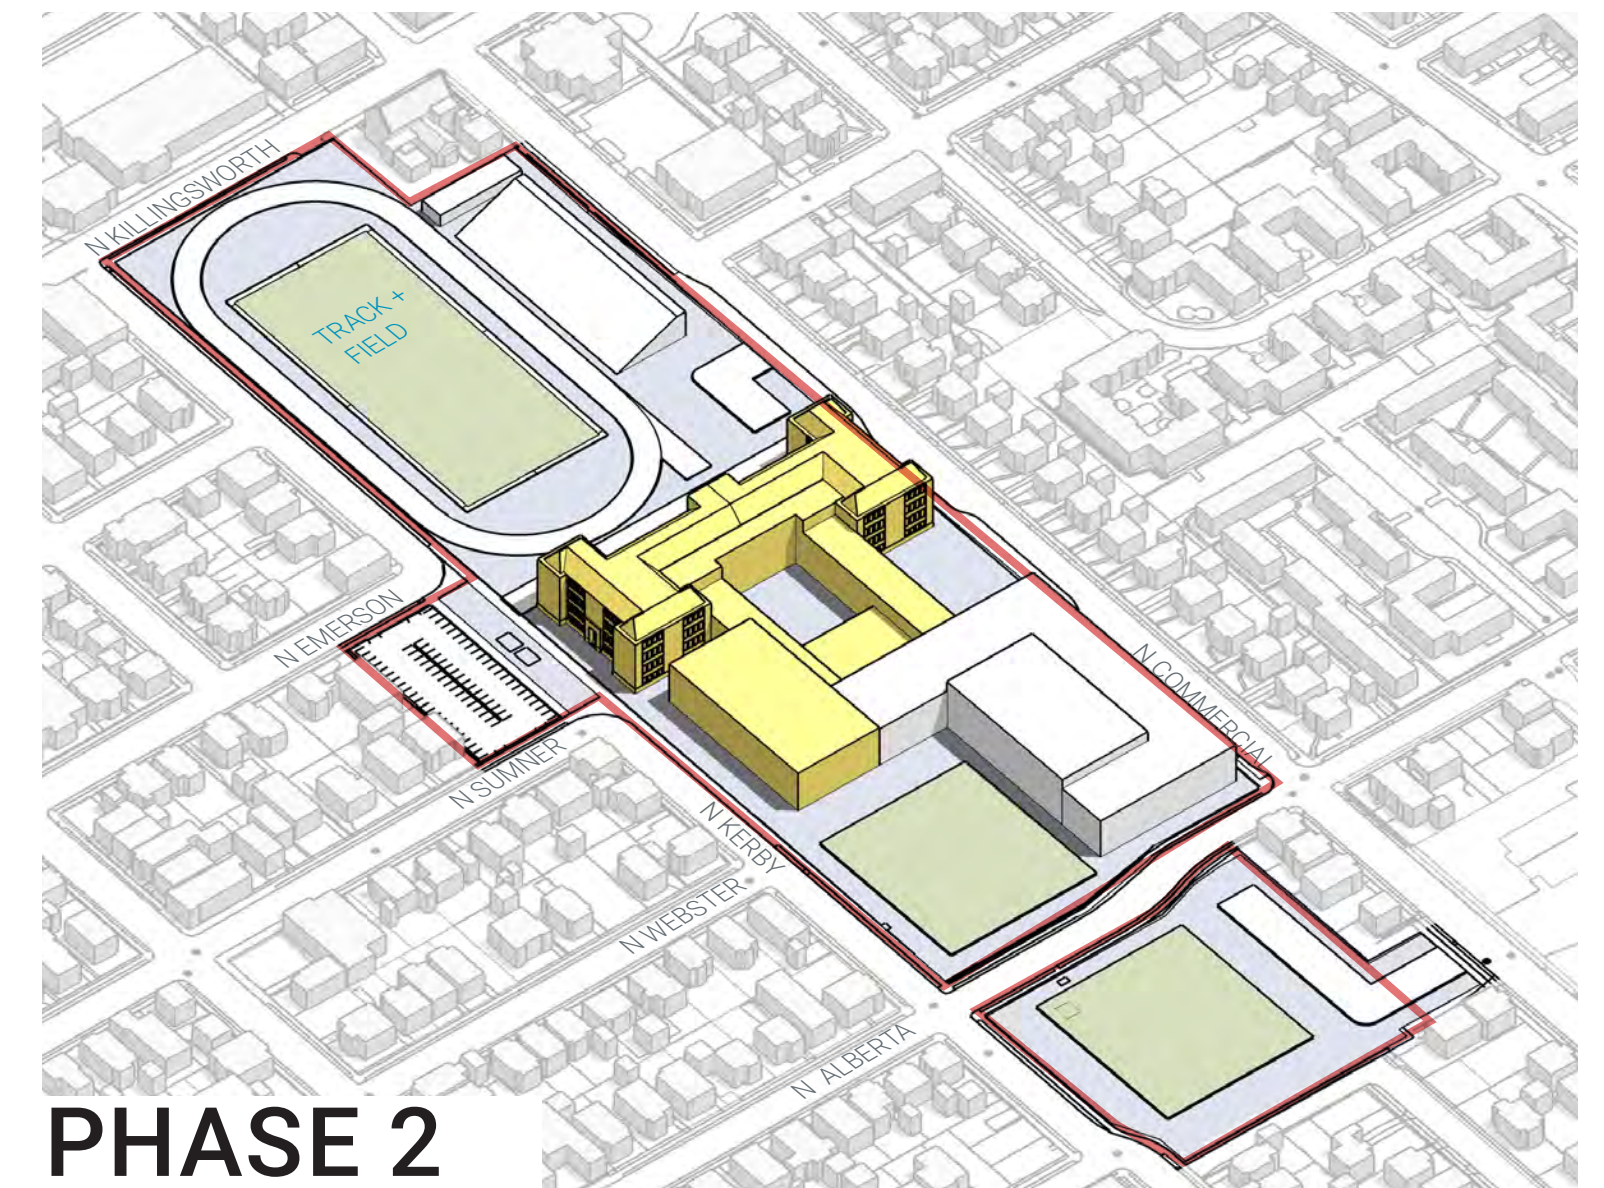 N KILLINGSWORTH
TRACK +
FIELD
N EMERSON
N SUMNER
N COMMERCIAL
N KERBY
N WEBSTER
N ALBERTA
PHASE 2